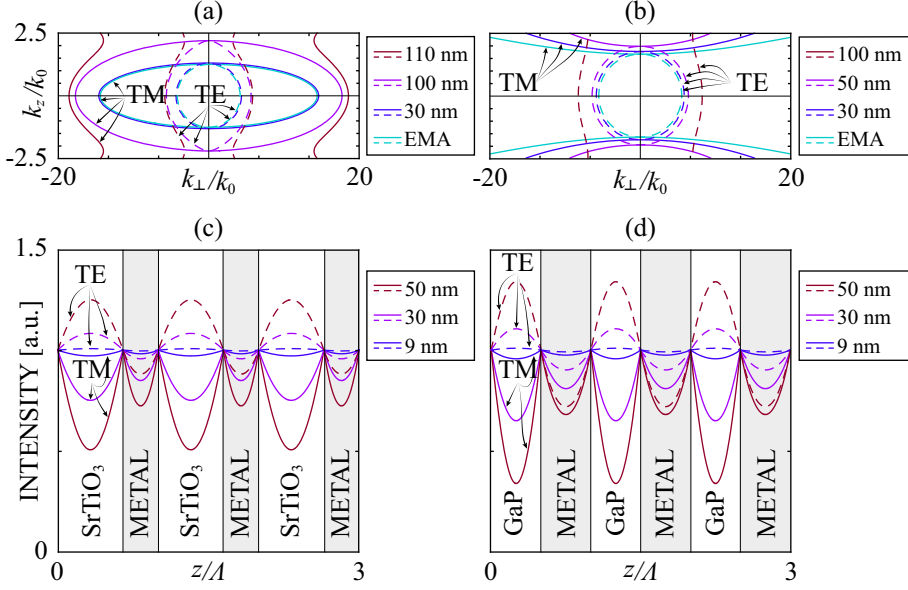 (a)
2.5
k_z/k_0
-2.5
TM
TE
-20
k_⊥/k_0
20
110 nm
100 nm
30 nm
EMA
(b)
TM
TE
-20
k_⊥/k_0
20
100 nm
50 nm
30 nm
EMA
(c)
1.5
INTENSITY [a.u.]
0
TE
TM
SrTiO₃
METAL
SrTiO₃
METAL
SrTiO₃
METAL
0
z/Λ
3
50 nm
30 nm
9 nm
(d)
TE
TM
GaP
METAL
GaP
METAL
GaP
METAL
0
z/Λ
3
50 nm
30 nm
9 nm